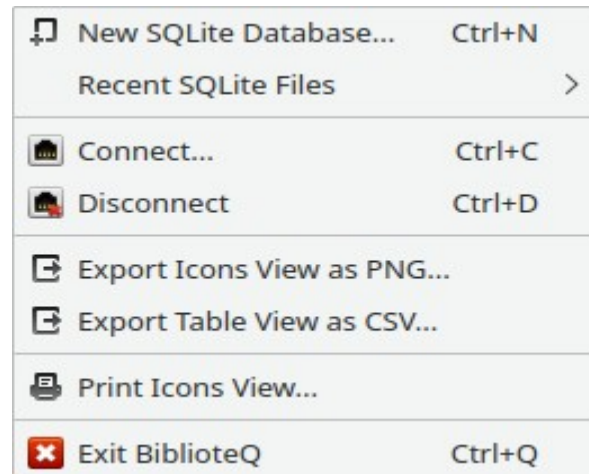 New SQLite Database... Ctrl+N
Recent SQLite Files
Connect... Ctrl+C
Disconnect Ctrl+D
Export Icons View as PNG...
Export Table View as CSV...
Print Icons View...
Exit BiblioteQ Ctrl+Q